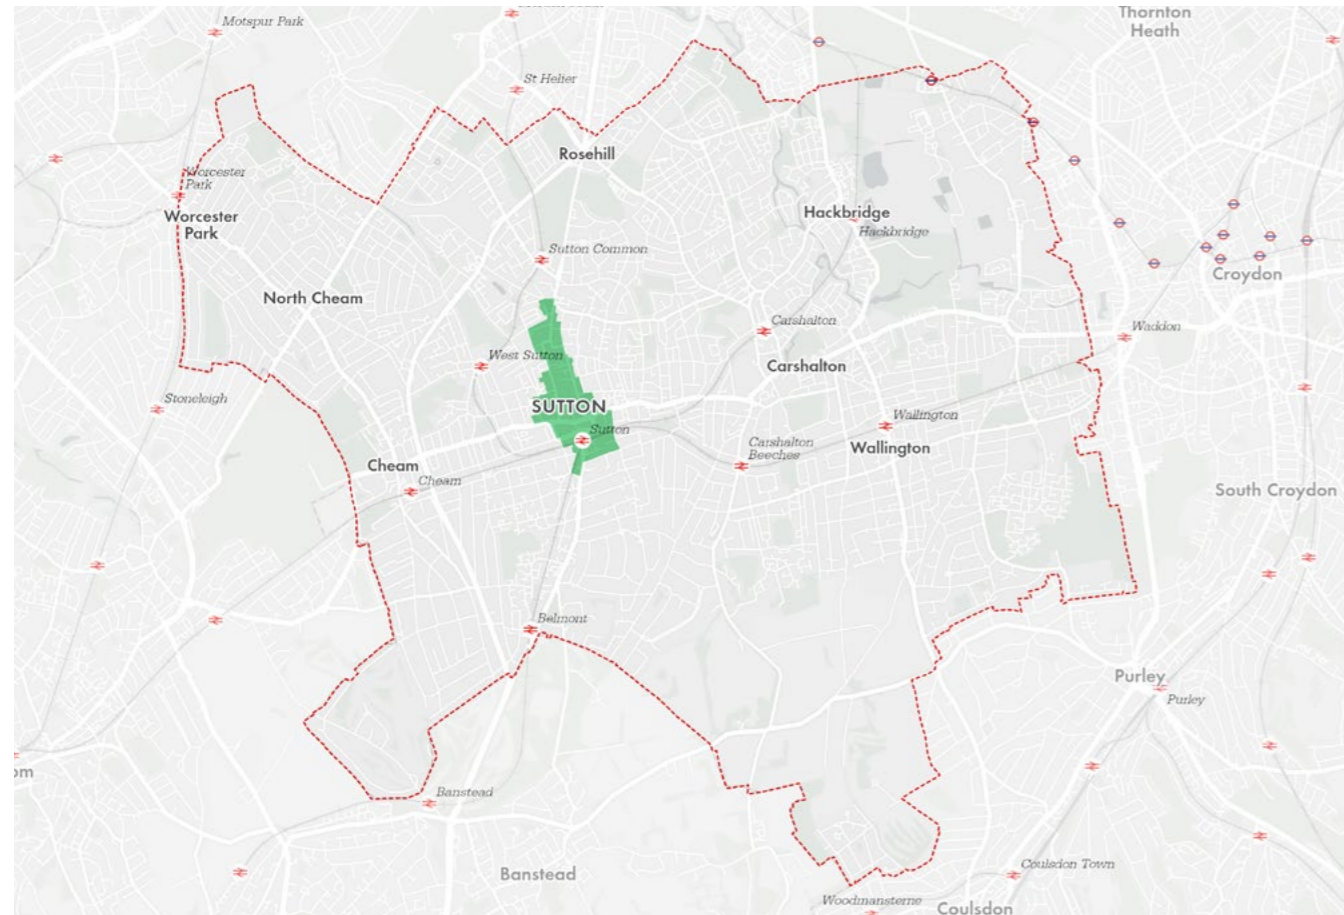 Motspur Park
Thornton
Heath
St Helier
Rosehill
Worcester
Park
Worcester
Park
Hackbridge
Hackbridge
Sutton Common
Croydon
North Cheam
Carshalton
Waddon
West Sutton
Carshalton
Stoneleigh
SUTTON
Wallington
Sutton
Carshalton
Beeches
Wallington
Cheam
Cheam
South Croydon
Belmont
Purley
Purley
om
Banstead
Banstead
Coulsdon Town
Woodmansterne
Coulsdon